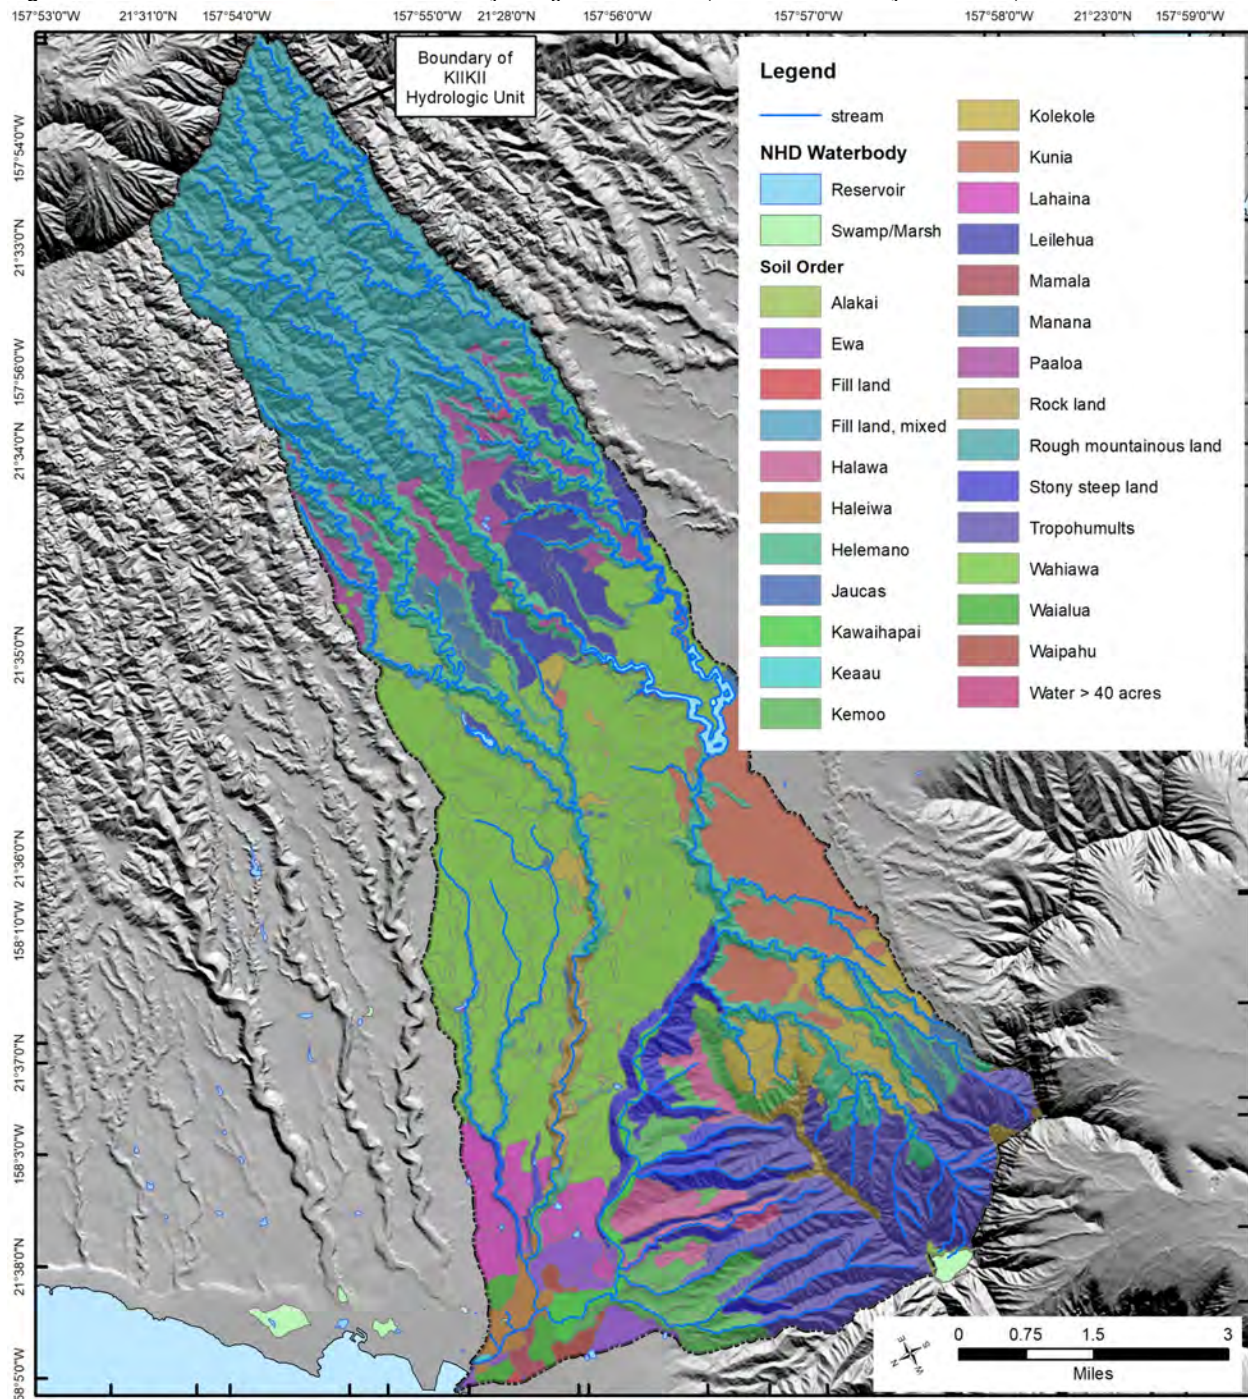 157°53'0"W
21°31'0"N
157°54'0"W
157°55'0"W
21°28'0"N
157°56'0"W
157°57'0"W
157°58'0"W
21°23'0"N
157°59'0"W
Boundary of
KIIKII
Hydrologic Unit
Legend
stream
NHD Waterbody
Reservoir
Swamp/Marsh
Soil Order
Alakai
Ewa
Fill land
Fill land, mixed
Halawa
Haleiwa
Helemano
Jaucas
Kawaihapai
Keaau
Kemoo
Kolekole
Kunia
Lahaina
Leilehua
Mamala
Manana
Paaloa
Rock land
Rough mountainous land
Stony steep land
Tropohumults
Wahiawa
Waialua
Waipahu
Water > 40 acres
157°54'0"W
21°33'0"N
157°56'0"W
21°34'0"N
21°35'0"N
21°36'0"N
158°1'0"W
21°37'0"N
158°3'0"W
21°38'0"N
58°5'0"W
N
E
S
W
0 0.75 1.5 3
Miles